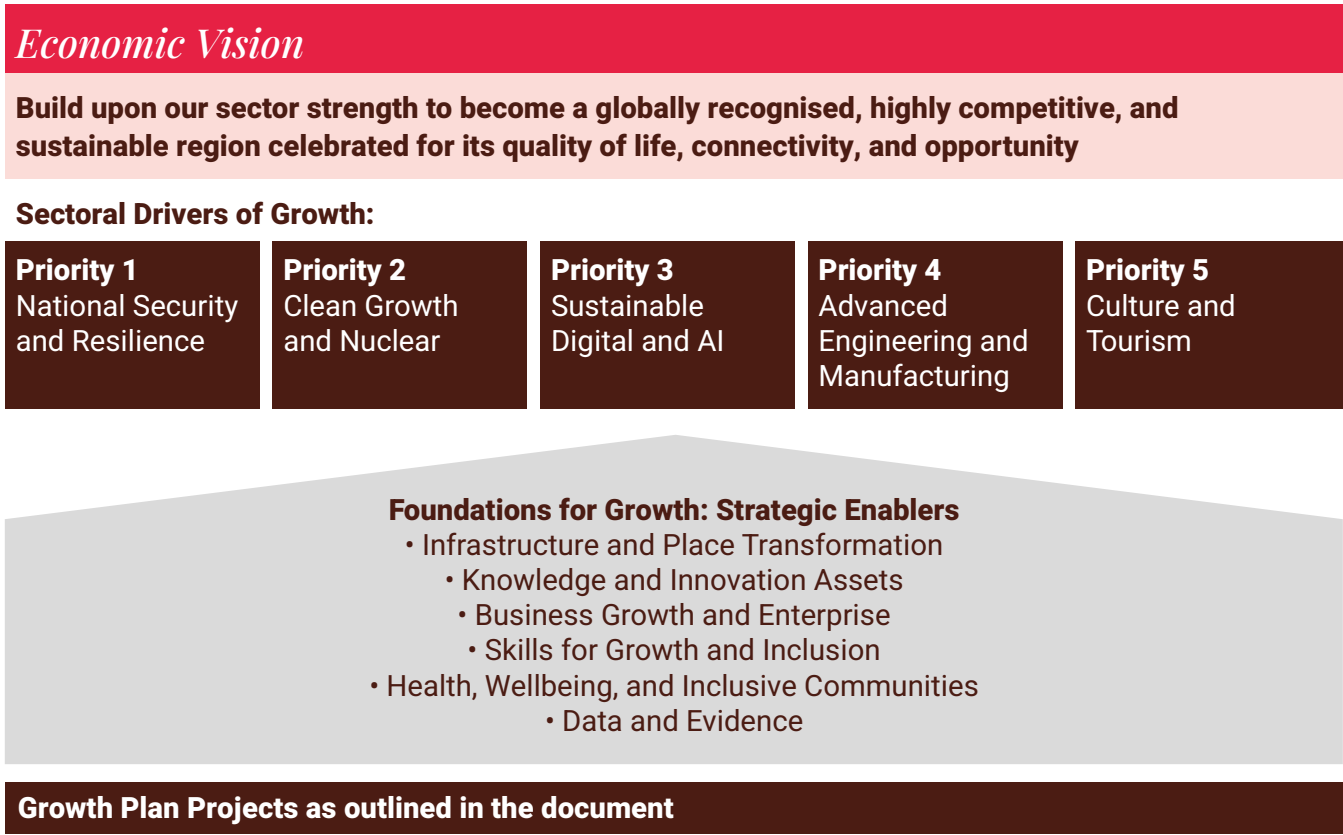 Economic Vision
Build upon our sector strength to become a globally recognised, highly competitive, and
sustainable region celebrated for its quality of life, connectivity, and opportunity
Sectoral Drivers of Growth:
Priority 1
National Security
and Resilience
Priority 2
Clean Growth
and Nuclear
Priority 3
Sustainable
Digital and AI
Priority 4
Advanced
Engineering and
Manufacturing
Priority 5
Culture and
Tourism
Foundations for Growth: Strategic Enablers
• Infrastructure and Place Transformation
• Knowledge and Innovation Assets
• Business Growth and Enterprise
• Skills for Growth and Inclusion
• Health, Wellbeing, and Inclusive Communities
• Data and Evidence
Growth Plan Projects as outlined in the document